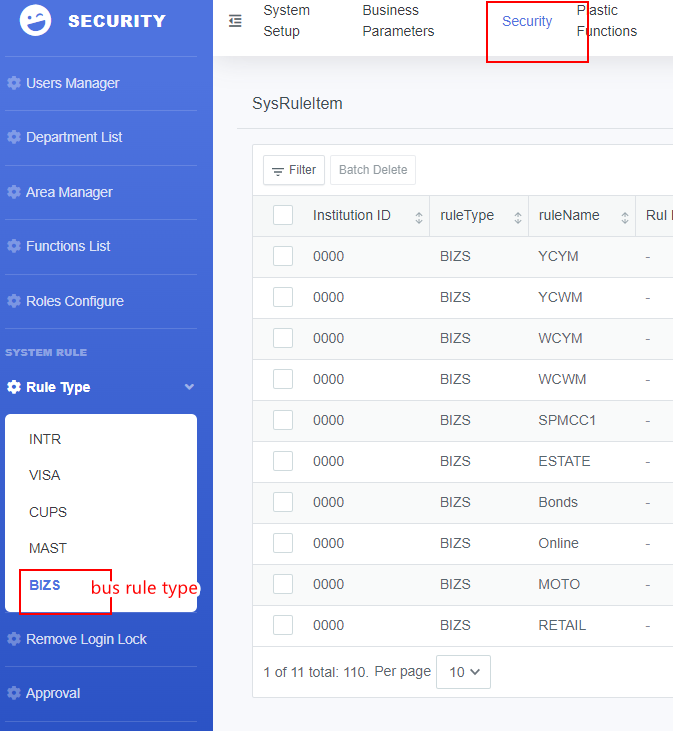 SECURITY
System Setup
Business Parameters
Security
Plastic Functions
Users Manager
Department List
Area Manager
Functions List
Roles Configure
SYSTEM RULE
Rule Type
INTR
VISA
CUPS
MAST
BIZS
bus rule type
Remove Login Lock
Approval
SysRuleItem
Filter Batch Delete
Institution ID ruleType ruleName Rul
0000 BIZS YCYM -
0000 BIZS YCWM -
0000 BIZS WCYM -
0000 BIZS WCWM -
0000 BIZS SPMCC1 -
0000 BIZS ESTATE -
0000 BIZS Bonds -
0000 BIZS Online -
0000 BIZS MOTO -
0000 BIZS RETAIL -
1 of 11 total: 110. Per page 10